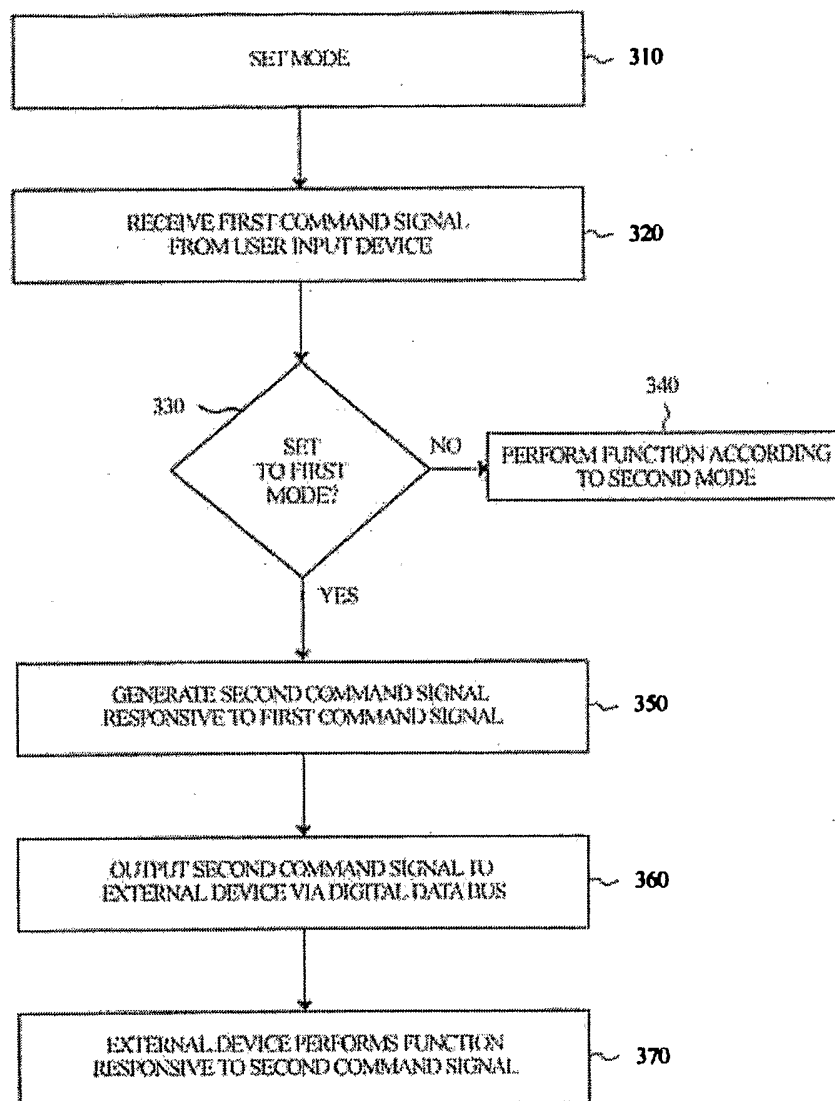 SET MODE
310
RECEIVE FIRST COMMAND SIGNAL
FROM USER INPUT DEVICE
320
330
SET
TO FIRST
MODE?
NO
340
PERFORM FUNCTION ACCORDING
TO SECOND MODE
YES
GENERATE SECOND COMMAND SIGNAL
RESPONSIVE TO FIRST COMMAND SIGNAL
350
OUTPUT SECOND COMMAND SIGNAL TO
EXTERNAL DEVICE VIA DIGITAL DATA BUS
360
EXTERNAL DEVICE PERFORMS FUNCTION
RESPONSIVE TO SECOND COMMAND SIGNAL
370